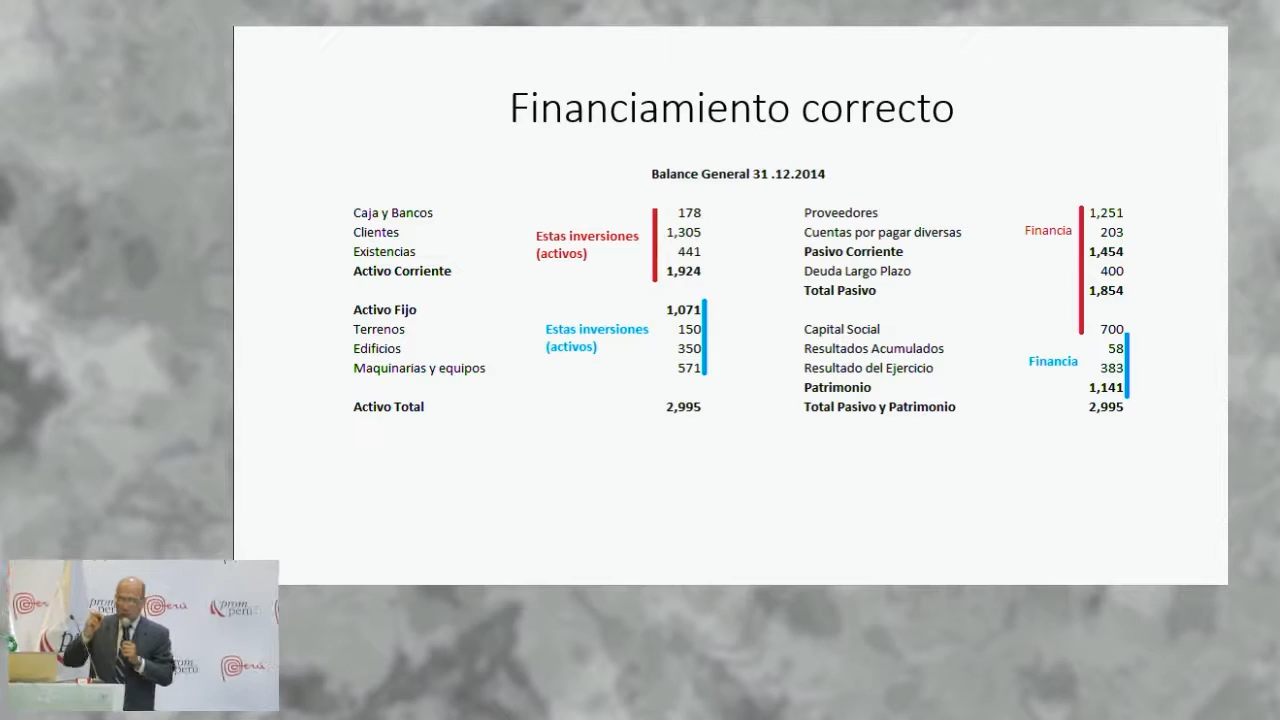 Financiamiento correcto
Balance General 31 .12.2014
Caja y Bancos 178 Proveedores 1,251
Clientes 1,305 Cuentas por pagar diversas 203
Existencias 441 Pasivo Corriente 1,454
Activo Corriente 1,924 Deuda Largo Plazo 400
Total Pasivo 1,854
Estas inversiones
(activos)
Financia
Activo Fijo 1,071
Terrenos 150 Capital Social 700
Edificios 350 Resultados Acumulados 58
Maquinarias y equipos 571 Resultado del Ejercicio 383
Patrimonio 1,141
Activo Total 2,995 Total Pasivo y Patrimonio 2,995
Estas inversiones
(activos)
Financia
Perú
prom
perú